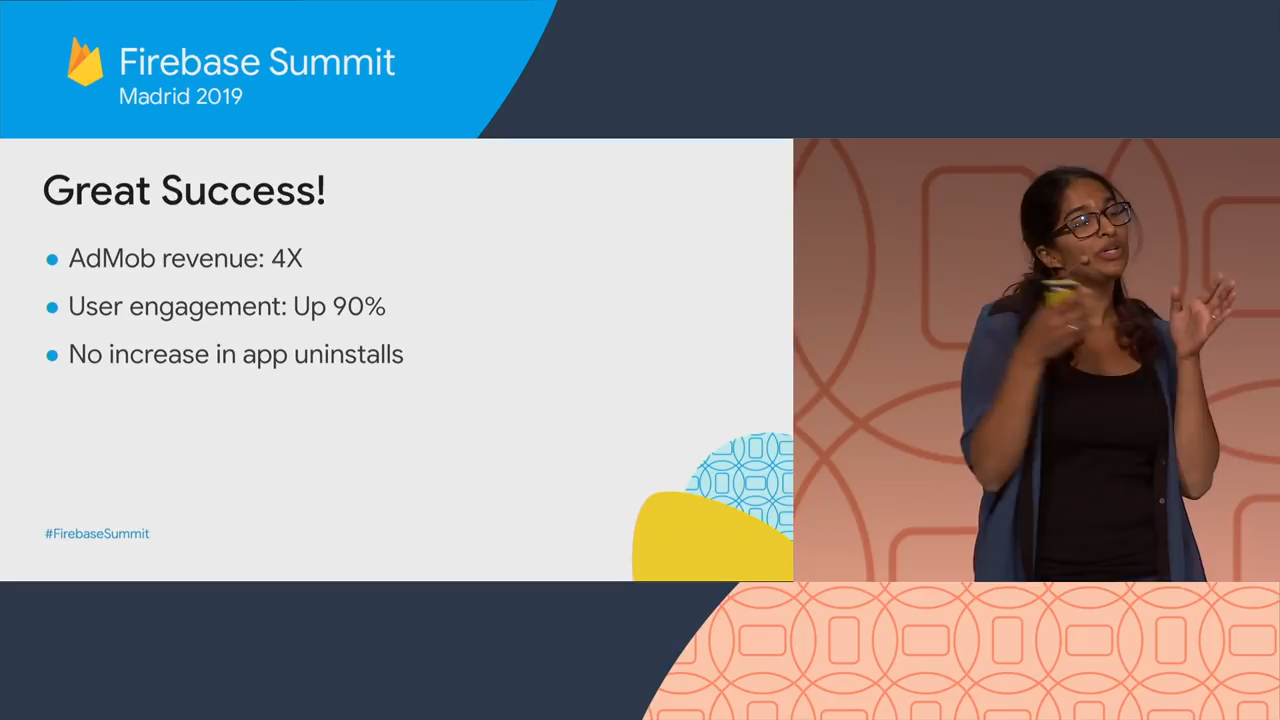 Firebase Summit
Madrid 2019
Great Success!
AdMob revenue: 4X
User engagement: Up 90%
No increase in app uninstalls
#FirebaseSummit